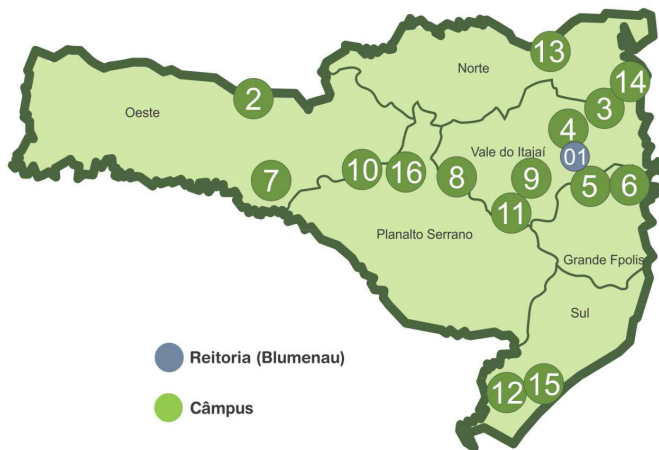 13
Norte
14
2
3
Oeste
4
Vale do Itajaí
01
10
16
8
9
5
6
7
11
Planalto Serrano
Grande Fpolis
Sul
Reitoria (Blumenau)
12
15
Câmpus